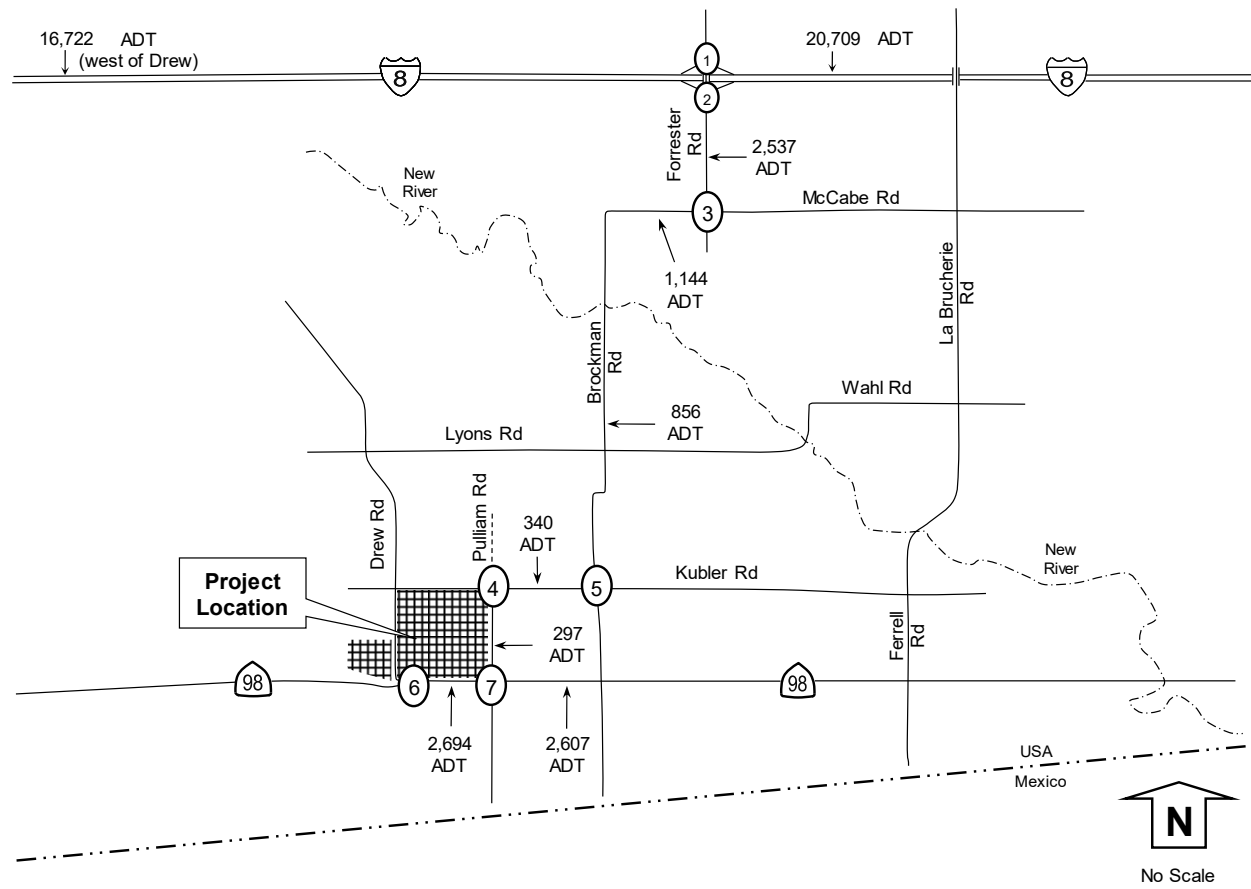 16,722 ADT
(west of Drew)
8
1
2
20,709 ADT
8
Forrester
Rd
2,537
ADT
New
River
3
McCabe Rd
1,144
ADT
La Brucherie
Rd
Brockman
Rd
Wahl Rd
856
ADT
Lyons Rd
Drew Rd
Pulliam Rd
340
ADT
New
River
Project
Location
4
5
Kubler Rd
297
ADT
Ferrell
Rd
98
6
7
98
2,694
ADT
2,607
ADT
USA
Mexico
N
No Scale